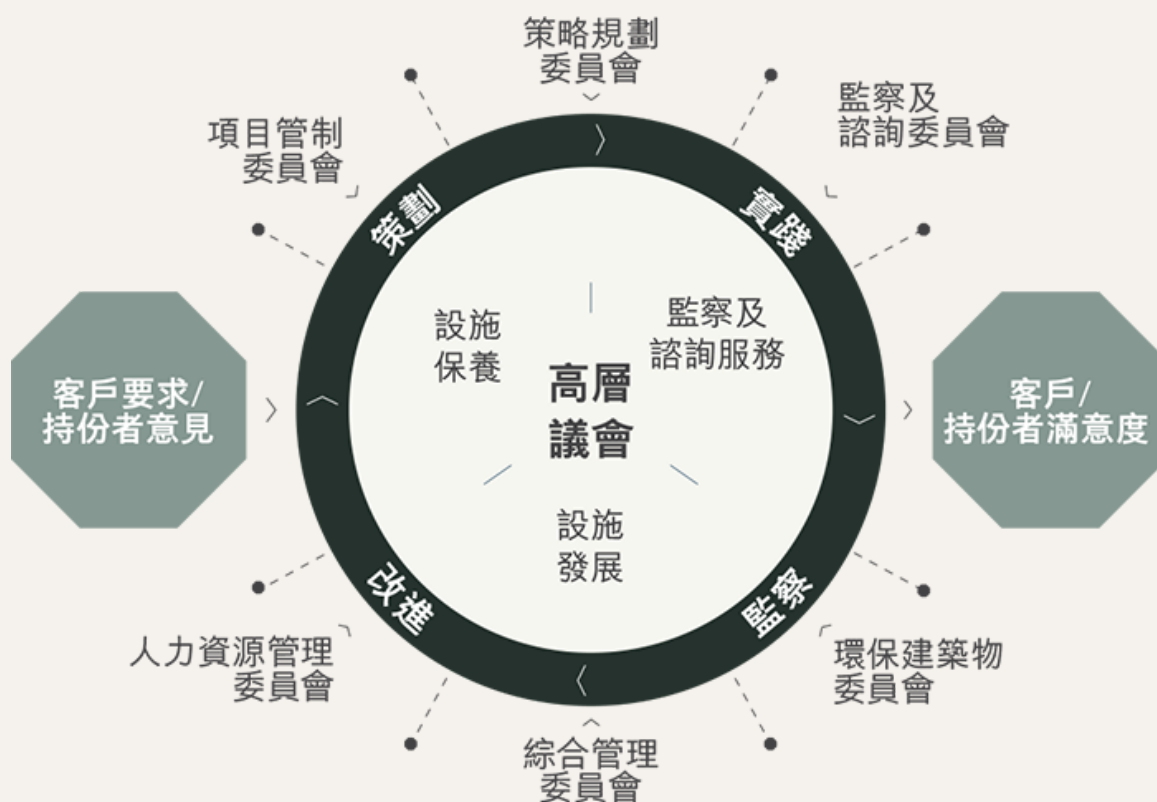 策略規劃
委員會
監察及
諮詢委員會
項目管制
委員會
策劃
實踐
設施
保養
監察及
諮詢服務
高層
議會
客戶要求/
持份者意見
客戶/
持份者滿意度
設施
發展
改進
監察
人力資源管理
委員會
環保建築物
委員會
綜合管理
委員會